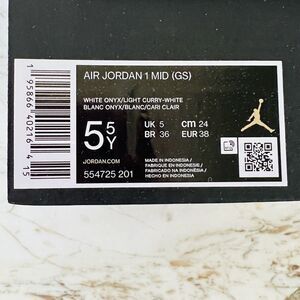 AIR JORDAN 1 MID (GS)
WHITE ONYX/LIGHT CURRY-WHITE
BLANC ONYX/BLANC/CARI CLAIR
5.5Y
UK 5
cm 24
BR 36
EUR 38
JORDAN.COM
554725 201
MADE IN INDONESIA /
FABRIQUE EN INDONESIE /
FABRICADO NA INDONÉSIA /
HECHO EN INDONESIA
1 95866 40216 4 15